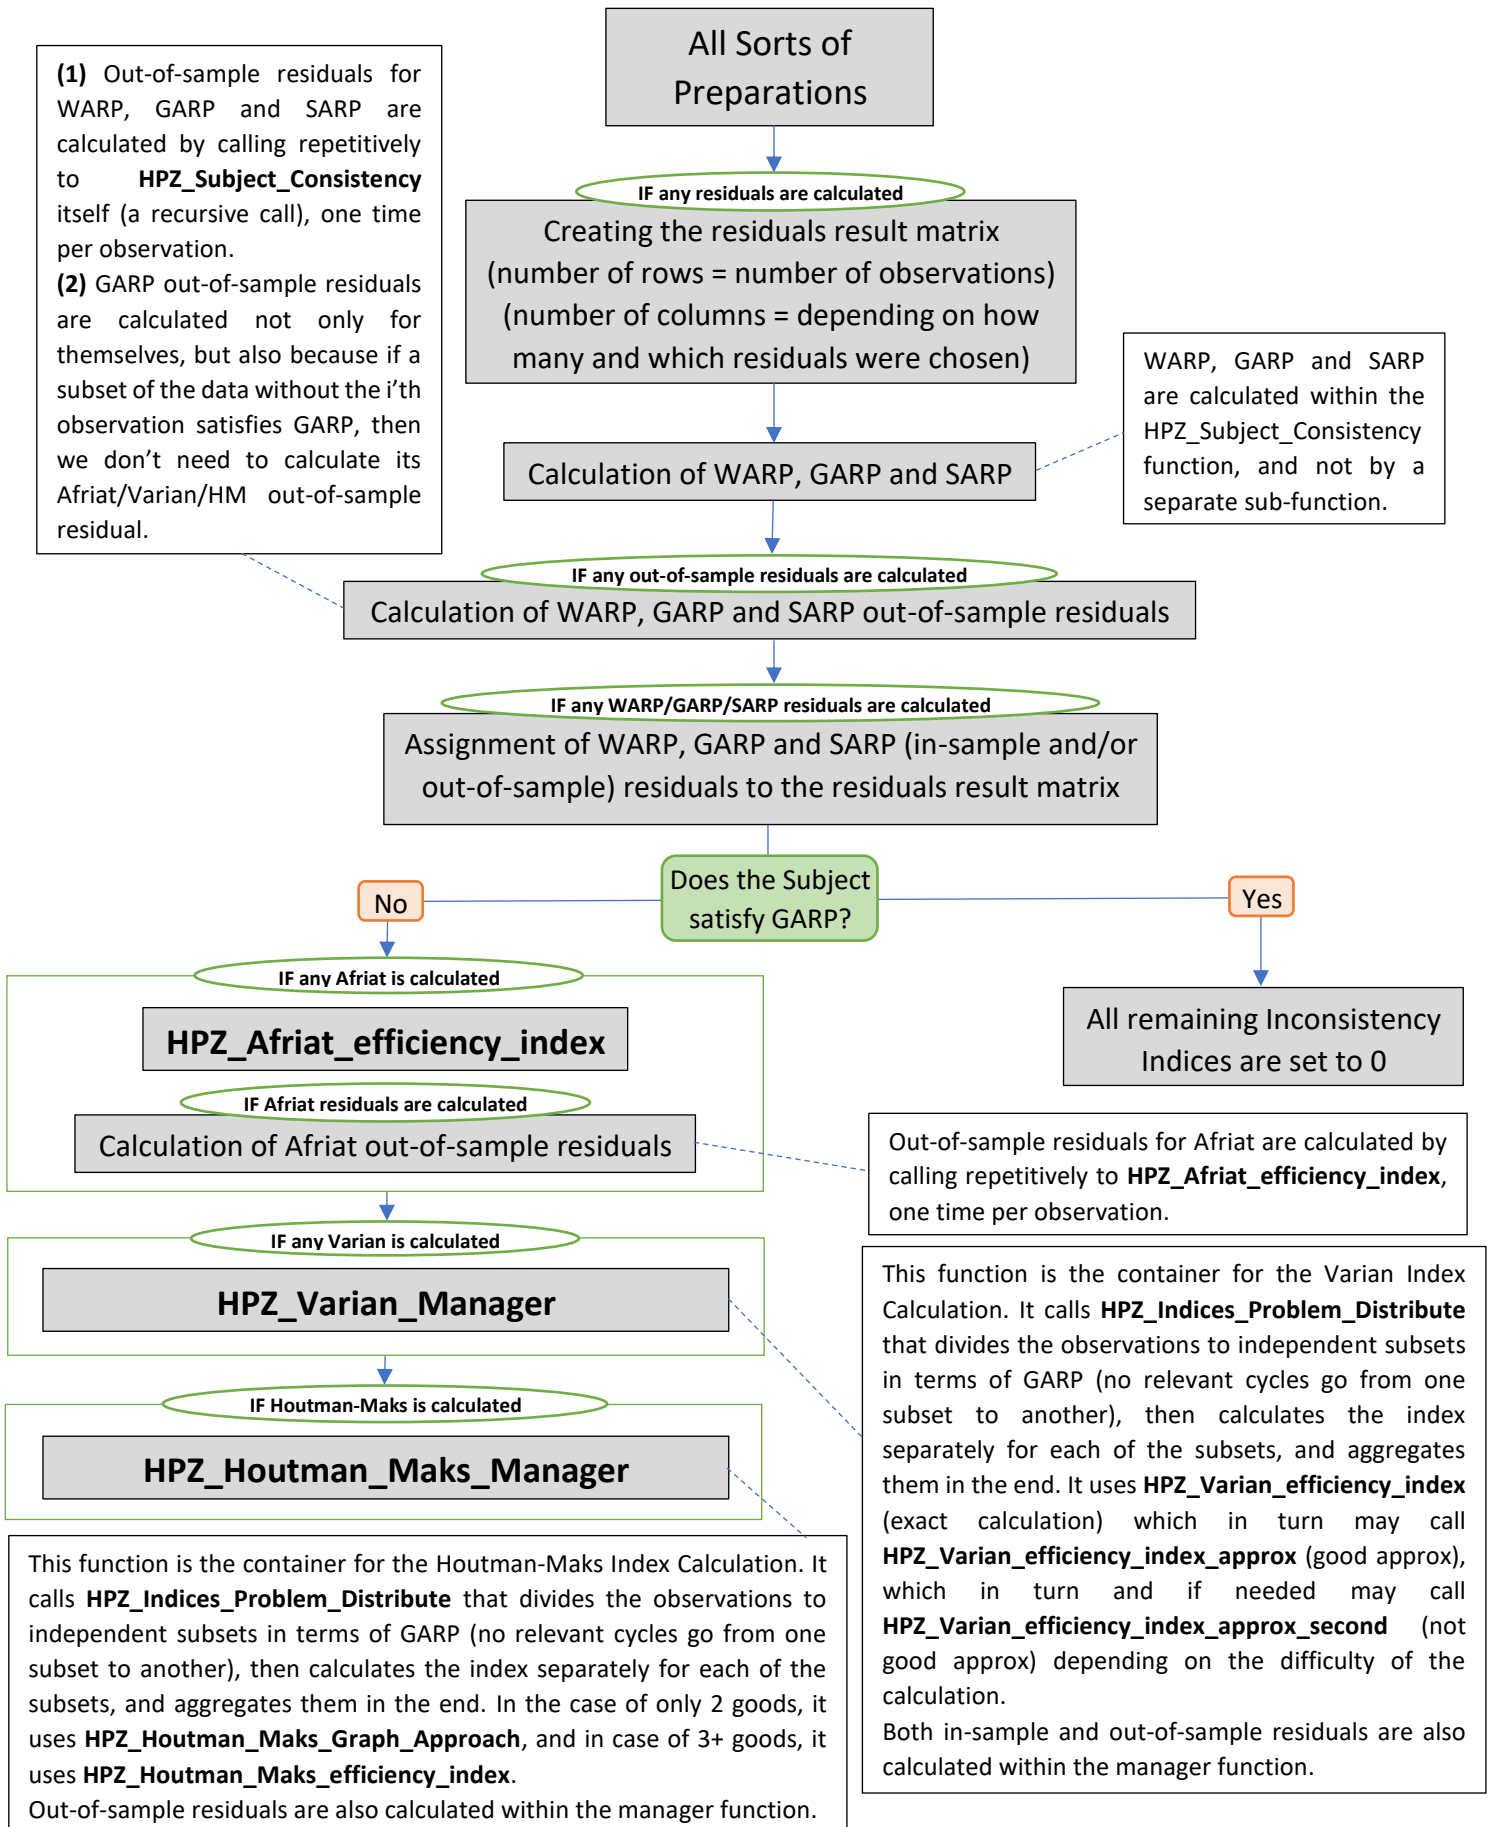 All Sorts of
Preparations
(1) Out-of-sample residuals for
WARP, GARP and SARP are
calculated by calling repetitively
to HPZ_Subject_Consistency
itself (a recursive call), one time
per observation.
(2) GARP out-of-sample residuals
are calculated not only for
themselves, but also because if a
subset of the data without the i’th
observation satisfies GARP, then
we don’t need to calculate its
Afriat/Varian/HM out-of-sample
residual.
IF any residuals are calculated
Creating the residuals result matrix
(number of rows = number of observations)
(number of columns = depending on how
many and which residuals were chosen)
WARP, GARP and SARP
are calculated within the
HPZ_Subject_Consistency
function, and not by a
separate sub-function.
Calculation of WARP, GARP and SARP
IF any out-of-sample residuals are calculated
Calculation of WARP, GARP and SARP out-of-sample residuals
IF any WARP/GARP/SARP residuals are calculated
Assignment of WARP, GARP and SARP (in-sample and/or
out-of-sample) residuals to the residuals result matrix
Does the Subject
satisfy GARP?
No
Yes
IF any Afriat is calculated
HPZ_Afriat_efficiency_index
All remaining Inconsistency
Indices are set to 0
IF Afriat residuals are calculated
Calculation of Afriat out-of-sample residuals
Out-of-sample residuals for Afriat are calculated by
calling repetitively to HPZ_Afriat_efficiency_index,
one time per observation.
IF any Varian is calculated
HPZ_Varian_Manager
This function is the container for the Varian Index
Calculation. It calls HPZ_Indices_Problem_Distribute
that divides the observations to independent subsets
in terms of GARP (no relevant cycles go from one
subset to another), then calculates the index
separately for each of the subsets, and aggregates
them in the end. It uses HPZ_Varian_efficiency_index
(exact calculation) which in turn may call
HPZ_Varian_efficiency_index_approx (good approx),
which in turn and if needed may call
HPZ_Varian_efficiency_index_approx_second (not
good approx) depending on the difficulty of the
calculation.
Both in-sample and out-of-sample residuals are also
calculated within the manager function.
IF Houtman-Maks is calculated
HPZ_Houtman_Maks_Manager
This function is the container for the Houtman-Maks Index Calculation. It
calls HPZ_Indices_Problem_Distribute that divides the observations to
independent subsets in terms of GARP (no relevant cycles go from one
subset to another), then calculates the index separately for each of the
subsets, and aggregates them in the end. In the case of only 2 goods, it
uses HPZ_Houtman_Maks_Graph_Approach, and in case of 3+ goods, it
uses HPZ_Houtman_Maks_efficiency_index.
Out-of-sample residuals are also calculated within the manager function.